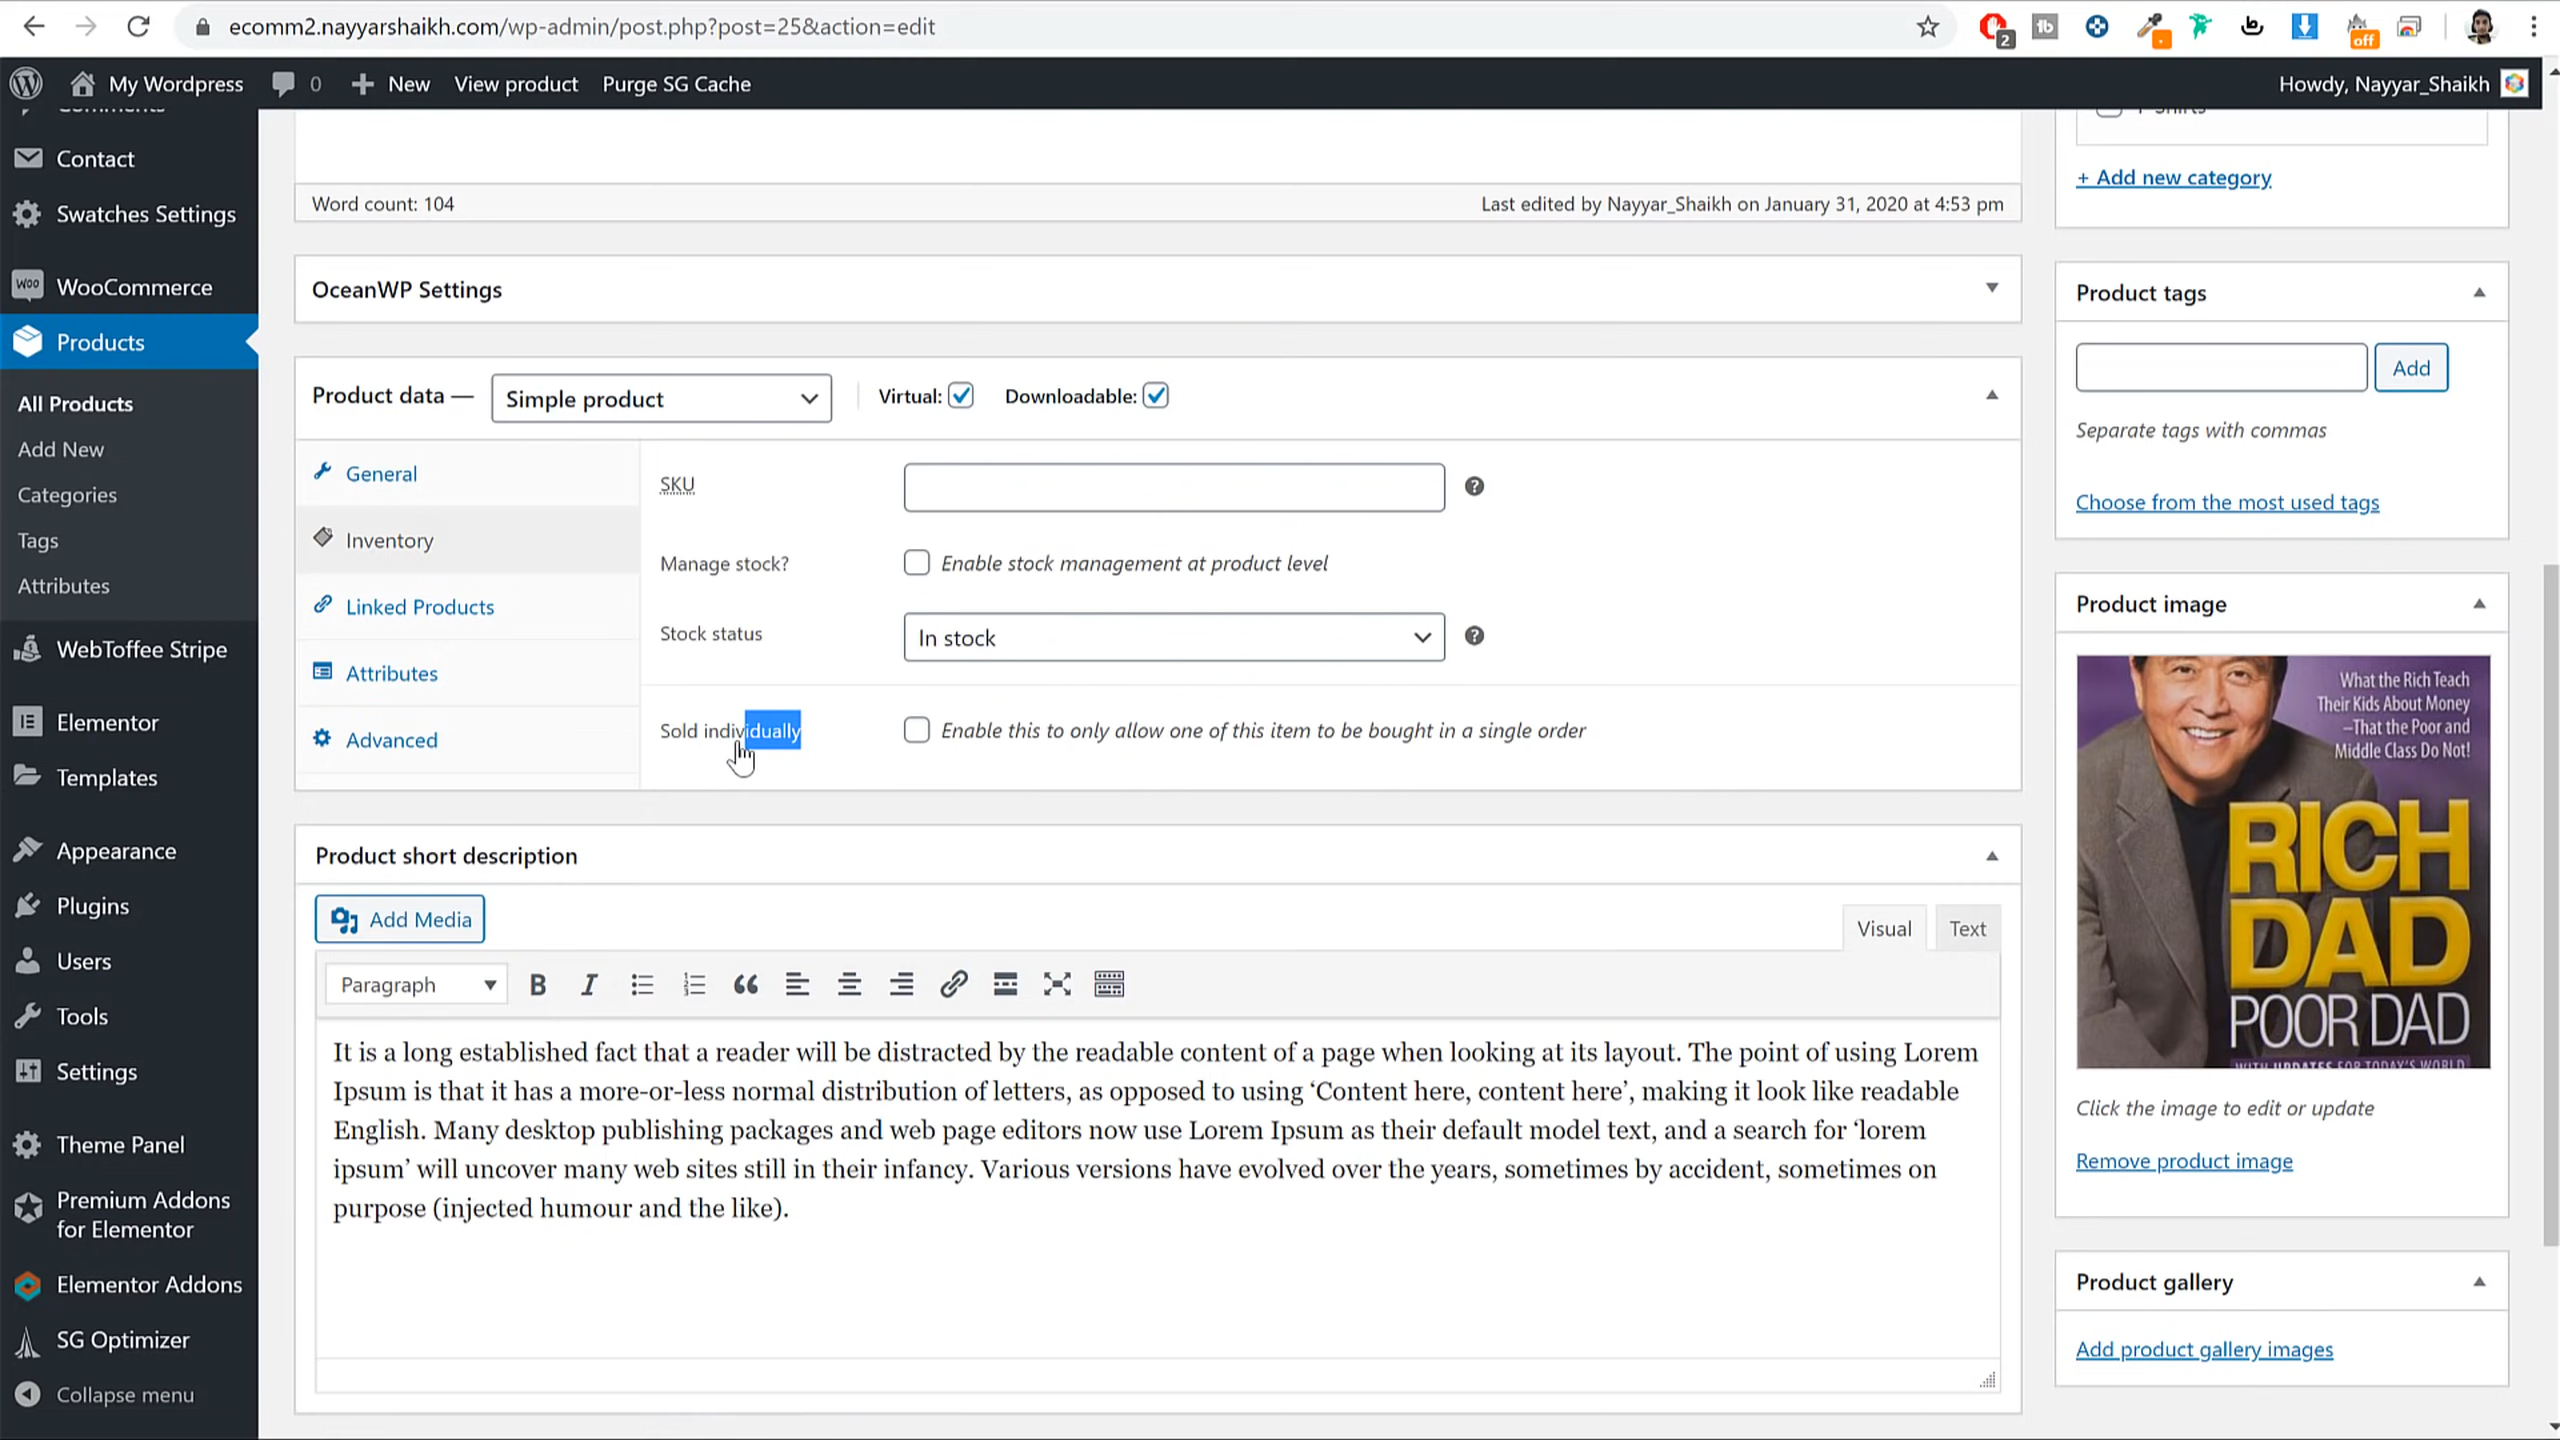 ecomm2.nayyarshaikh.com/wp-admin/post.php?post=25&action=edit
2
off
My Wordpress
0
New
View product
Purge SG Cache
Howdy, Nayyar_Shaikh
Comments
Contact
Swatches Settings
WooCommerce
Products
All Products
Add New
Categories
Tags
Attributes
WebToffee Stripe
Elementor
Templates
Appearance
Plugins
Users
Tools
Settings
Theme Panel
Premium Addons
for Elementor
Elementor Addons
SG Optimizer
Collapse menu
Word count: 104
Last edited by Nayyar_Shaikh on January 31, 2020 at 4:53 pm
OceanWP Settings
Product data —
Simple product
Virtual:
Downloadable:
General
Inventory
Linked Products
Attributes
Advanced
SKU
Manage stock?
Enable stock management at product level
Stock status
In stock
Sold individually
Enable this to only allow one of this item to be bought in a single order
Product short description
Add Media
Visual
Text
Paragraph
It is a long established fact that a reader will be distracted by the readable content of a page when looking at its layout. The point of using Lorem
Ipsum is that it has a more-or-less normal distribution of letters, as opposed to using ‘Content here, content here’, making it look like readable
English. Many desktop publishing packages and web page editors now use Lorem Ipsum as their default model text, and a search for ‘lorem
ipsum’ will uncover many web sites still in their infancy. Various versions have evolved over the years, sometimes by accident, sometimes on
purpose (injected humour and the like).
+ Add new category
Product tags
Add
Separate tags with commas
Choose from the most used tags
Product image
What the Rich Teach
Their Kids About Money
–That the Poor and
Middle Class Do Not!
RICH
DAD
POOR DAD
WITH UPDATES FOR TODAY'S WORLD
Click the image to edit or update
Remove product image
Product gallery
Add product gallery images